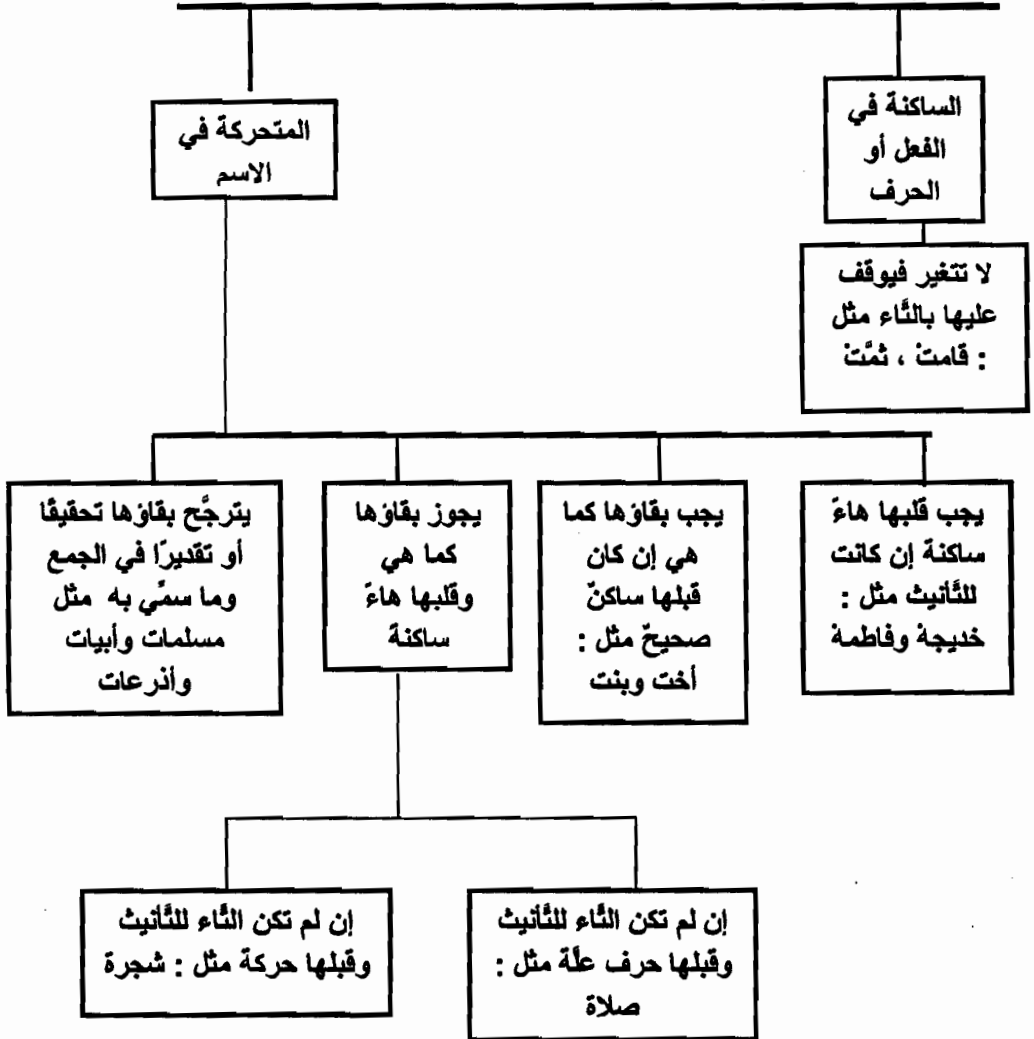 الساكنة في
الفعل أو
الحرف
المتحركة في
الاسم
لا تتغير فيوقف
عليها بالتَّاء مثل
: قامتْ ، ثمَّتْ
يجب قلبها هاءً
ساكنة إن كانت
للتَّأنيث مثل :
خديجة وفاطمة
يجب بقاؤها كما
هي إن كان
قبلها ساكنٌ
صحيحٌ مثل :
أخت وبنت
يجوز بقاؤها
كما هي
وقلبها هاءً
ساكنة
يترجَّح بقاؤها تحقيقًا
أو تقديرًا في الجمع
وما سمِّي به مثل
مسلمات وأبيات
وأذرعات
إن لم تكن التَّاء للتَّأنيث
وقبلها حرف علَّة مثل :
صلاة
إن لم تكن التَّاء للتَّأنيث
وقبلها حركة مثل : شجرة